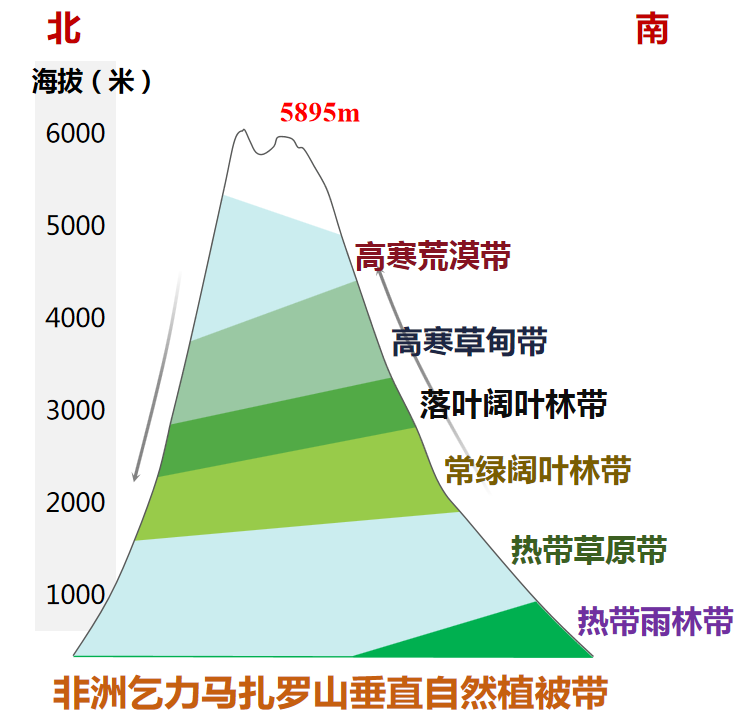 北
南
海拔（米）
5895m
6000
5000
高寒荒漠带
4000
高寒草甸带
落叶阔叶林带
3000
常绿阔叶林带
2000
热带草原带
1000
热带雨林带
非洲乞力马扎罗山垂直自然植被带